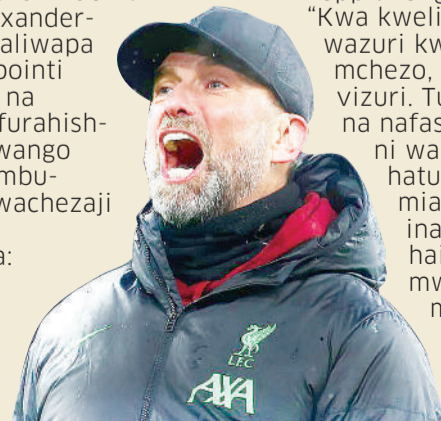 xander-
aliwapa
pointi
na
furahish-
wango
mbu-
wachezaji
a:
“Kwa kweli
wazuri kw
mchezo,
vizuri. Tu
na nafas
ni wa
hatu
mia
ina
hai
mw
L.F.C.
AXA